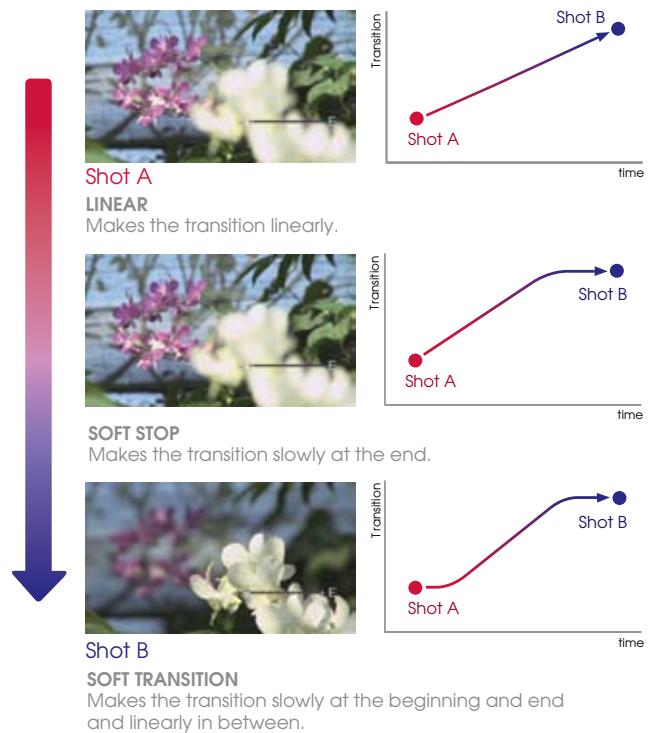 Transition
Shot B
Shot A
time
Shot A
LINEAR
Makes the transition linearly.
Transition
Shot B
Shot A
time
SOFT STOP
Makes the transition slowly at the end.
Transition
Shot B
Shot A
time
Shot B
SOFT TRANSITION
Makes the transition slowly at the beginning and end
and linearly in between.